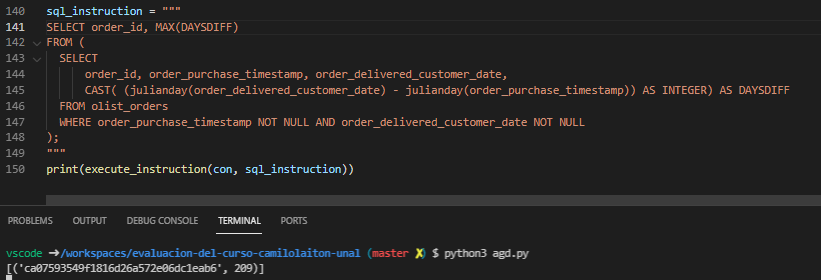 140 sql_instruction = """
141 SELECT order_id, MAX(DAYSDIFF)
142 FROM (
143 SELECT
144 order_id, order_purchase_timestamp, order_delivered_customer_date,
145 CAST( (julianday(order_delivered_customer_date) - julianday(order_purchase_timestamp)) AS INTEGER) AS DAYSDIFF
146 FROM olist_orders
147 WHERE order_purchase_timestamp NOT NULL AND order_delivered_customer_date NOT NULL
148 );
149 """
150 print(execute_instruction(con, sql_instruction))
PROBLEMS OUTPUT DEBUG CONSOLE TERMINAL PORTS
vscode ➜/workspaces/evaluacion-del-curso-camilolaiton-unal (master ✗) $ python3 agd.py
[('ca07593549f1816d26a572e06dc1eab6', 209)]